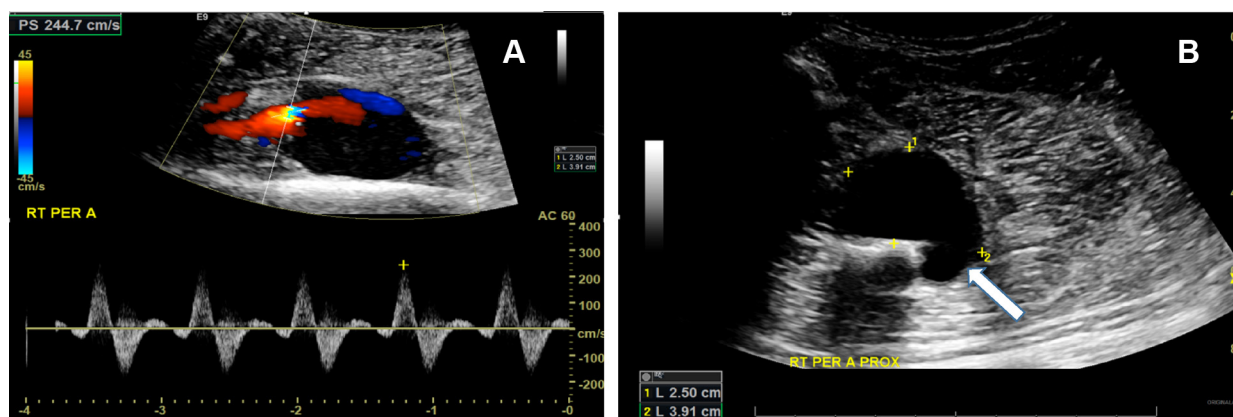 PS 244.7 cm/s
E9
A
45
-45
cm/s
1 L 2.50 cm
2 L 3.91 cm
RT PER A
AC 60
400
300
200
100
cm/s
-100
-200
-4
-3
-2
-1
-0
B
1
2
RT PER A PROX
1 L 2.50 cm
2 L 3.91 cm